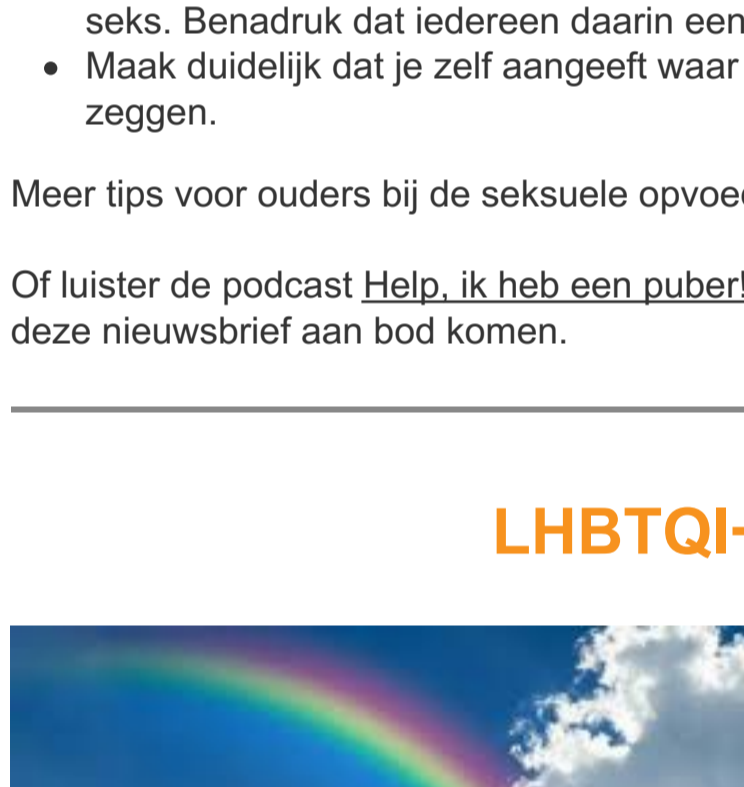 seks. Benadruk dat iedereen daarin een
• Maak duidelijk dat je zelf aangeeft waar
zeggen.
Meer tips voor ouders bij de seksuele
Of luister de podcast Help, ik heb een puber!
deze nieuwsbrief aan bod komen.
LHBTQI